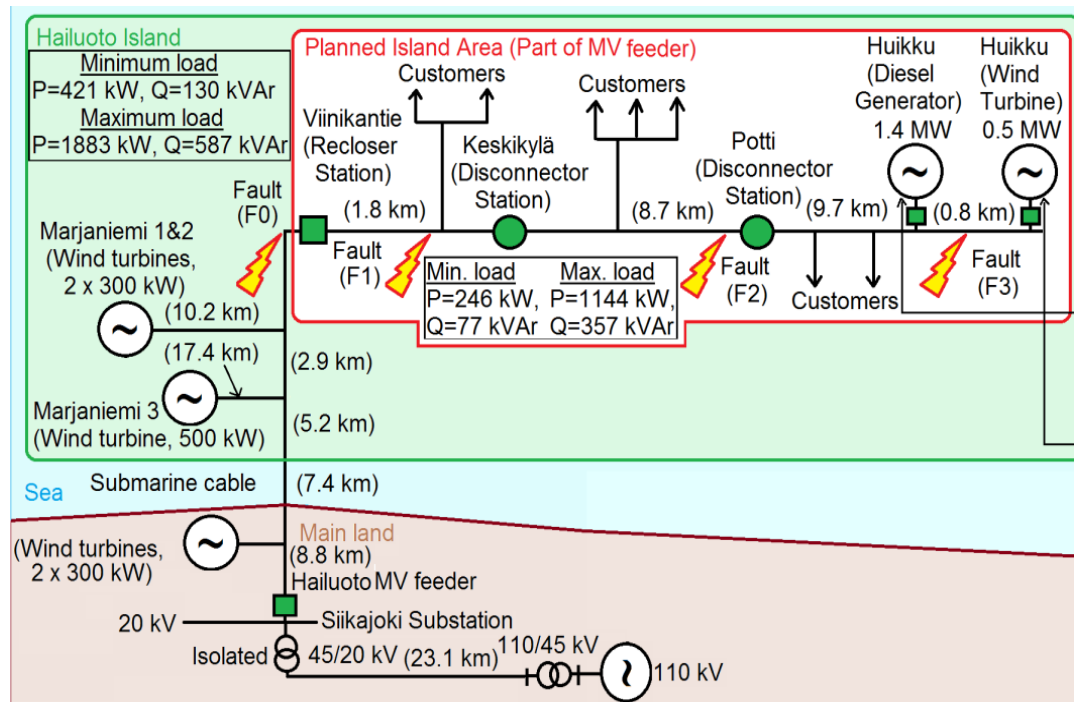 Hailuoto Island
Minimum load
P=421 kW, Q=130 kVAr
Maximum load
P=1883 kW, Q=587 kVAr
Planned Island Area (Part of MV feeder)
Customers
Customers
Viinikantie
(Recloser
Station)
Keskikylä
(Disconnector
Station)
Potti
(Disconnector
Station)
Huikku
(Diesel
Generator)
1.4 MW
Huikku
(Wind
Turbine)
0.5 MW
Fault
(F0)
(1.8 km)
Fault
(F1)
(8.7 km)
Fault
(F2)
(9.7 km)
(0.8 km)
Fault
(F3)
Customers
Min. load
P=246 kW,
Q=77 kVAr
Max. load
P=1144 kW,
Q=357 kVAr
Marjaniemi 1&2
(Wind turbines,
2 x 300 kW)
(10.2 km)
(17.4 km)
(2.9 km)
Marjaniemi 3
(Wind turbine, 500 kW)
(5.2 km)
Submarine cable
(7.4 km)
Sea
Main land
(Wind turbines,
2 x 300 kW)
(8.8 km)
Hailuoto MV feeder
20 kV
Siikajoki Substation
Isolated
45/20 kV
(23.1 km)
110/45 kV
110 kV